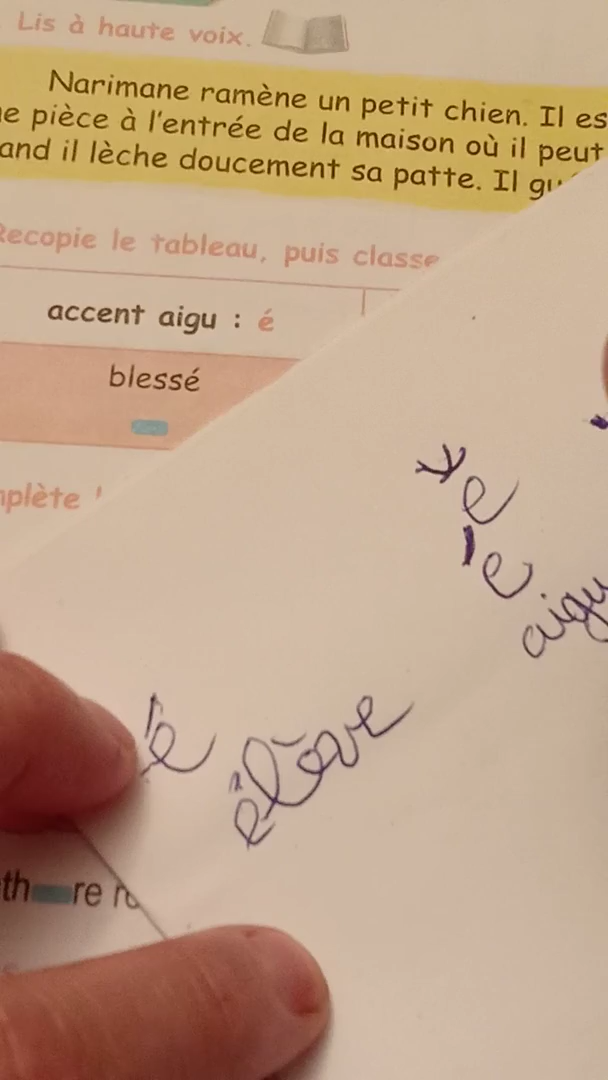 Lis à haute voix.
Narimane ramène un petit chien. Il es
e pièce à l'entrée de la maison où il peut
and il lèche doucement sa patte. Il gu
Recopie le tableau, puis classe
accent aigu : é
blessé
plète
e
è
aigu
é
élève
th re